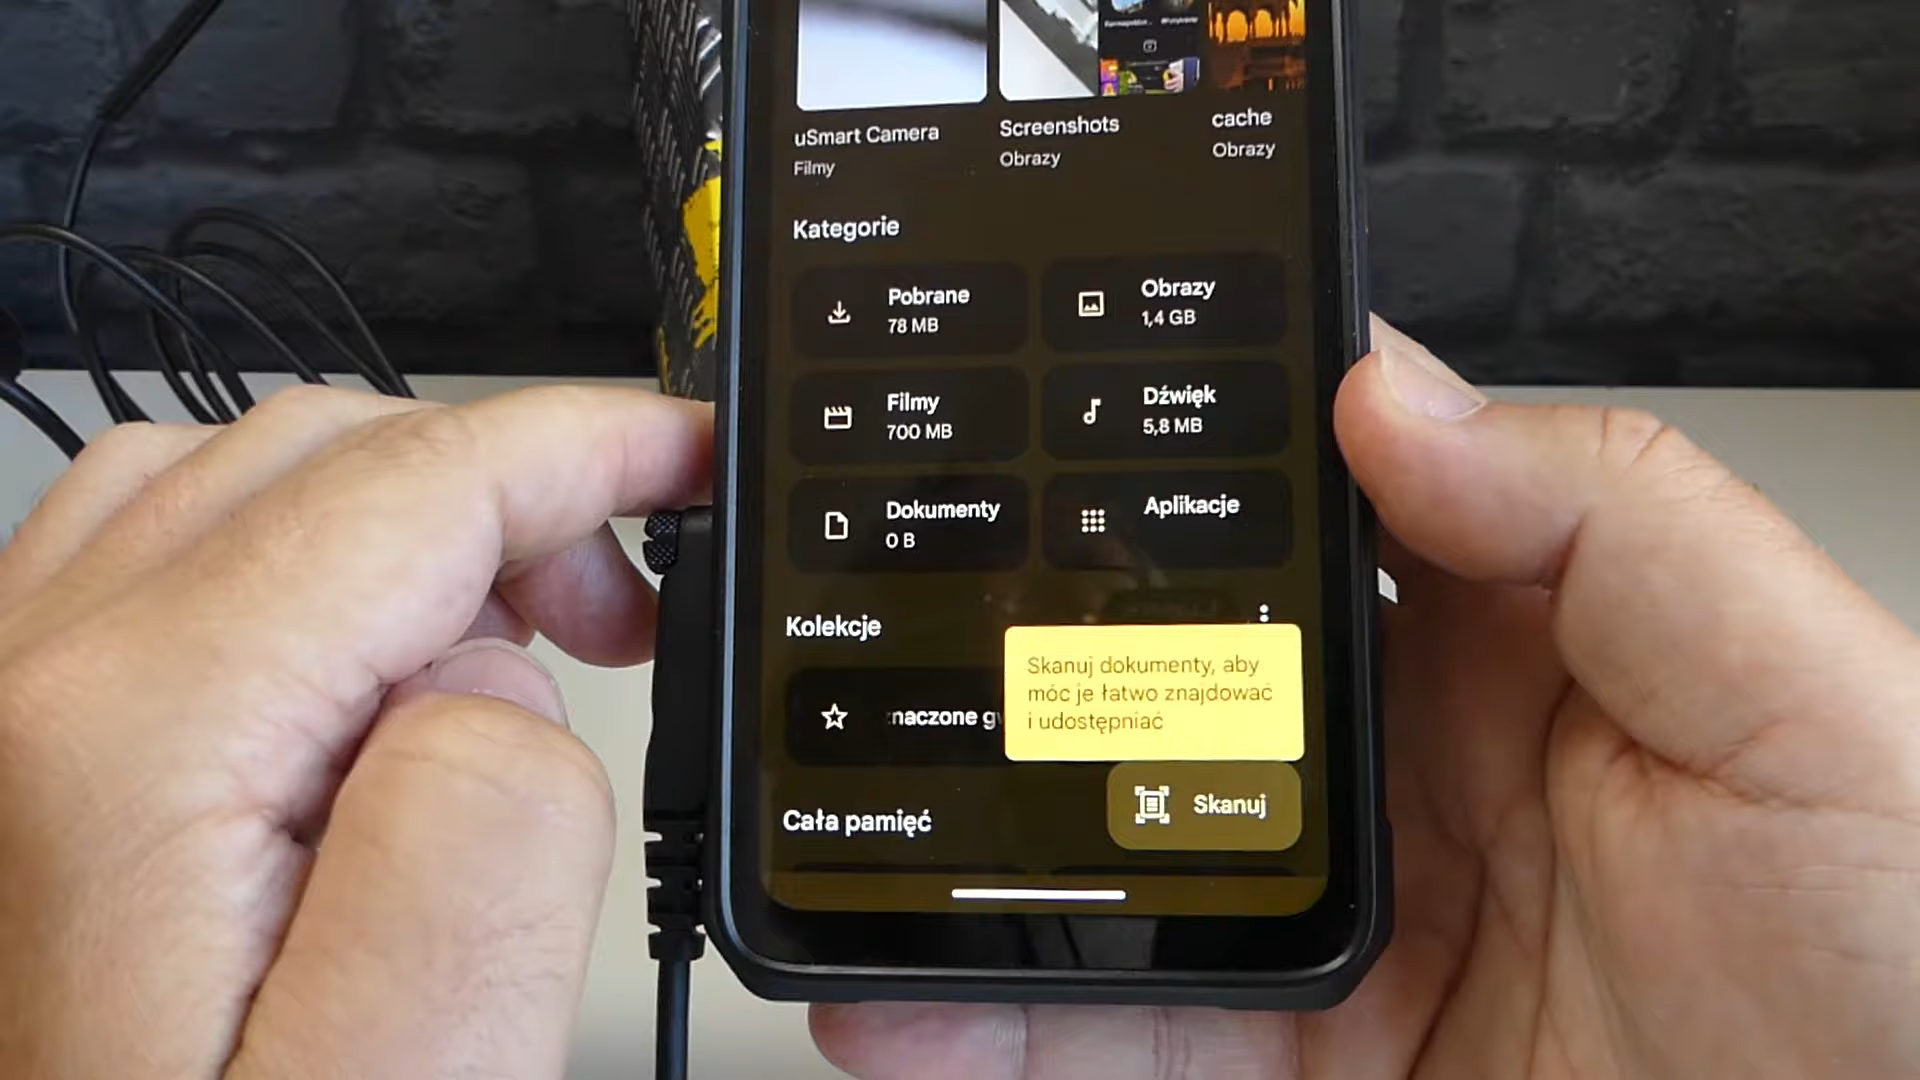 uSmart Camera
Filmy
Screenshots
Obrazy
cache
Obrazy
Kategorie
Pobrane
78 MB
Obrazy
1,4 GB
Filmy
700 MB
Dźwięk
5,8 MB
Dokumenty
0 B
Aplikacje
Kolekcje
naczone g
Skanuj dokumenty, aby
móc je łatwo znajdować
i udostępniać
Skanuj
Cała pamięć